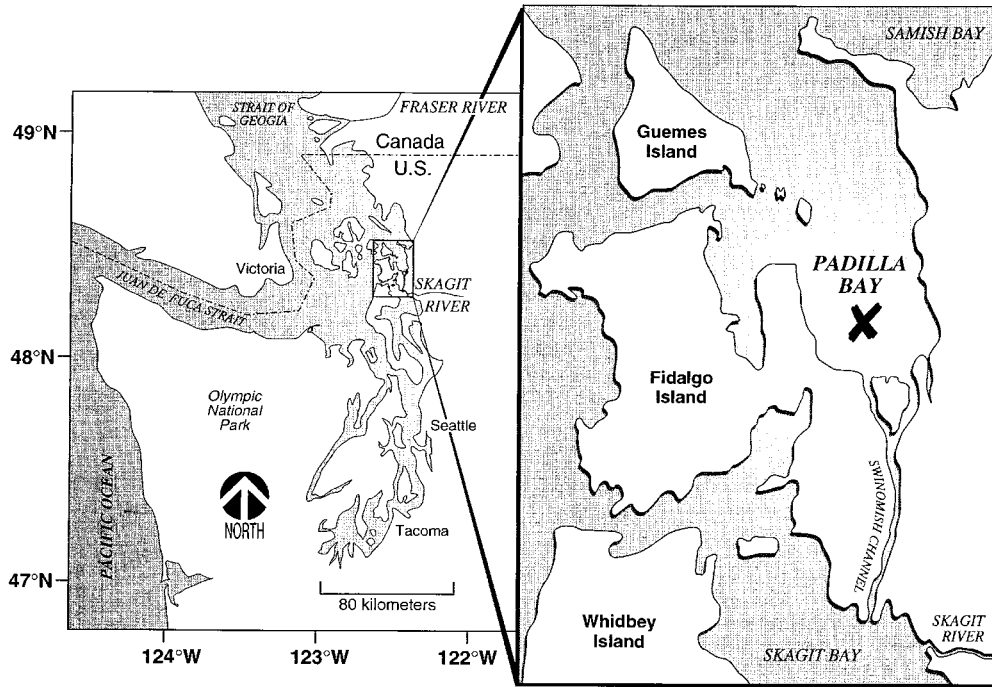 49°N
48°N
47°N
124°W
123°W
122°W
STRAIT OF
GEOGIA
FRASER RIVER
Canada
U.S.
Victoria
JUAN DE FUCA STRAIT
SKAGIT
RIVER
Olympic
National
Park
Seattle
PACIFIC OCEAN
NORTH
Tacoma
80 kilometers
SAMISH BAY
Guemes
Island
PADILLA
BAY
X
Fidalgo
Island
SWINOMISH CHANNEL
Whidbey
Island
SKAGIT BAY
SKAGIT
RIVER